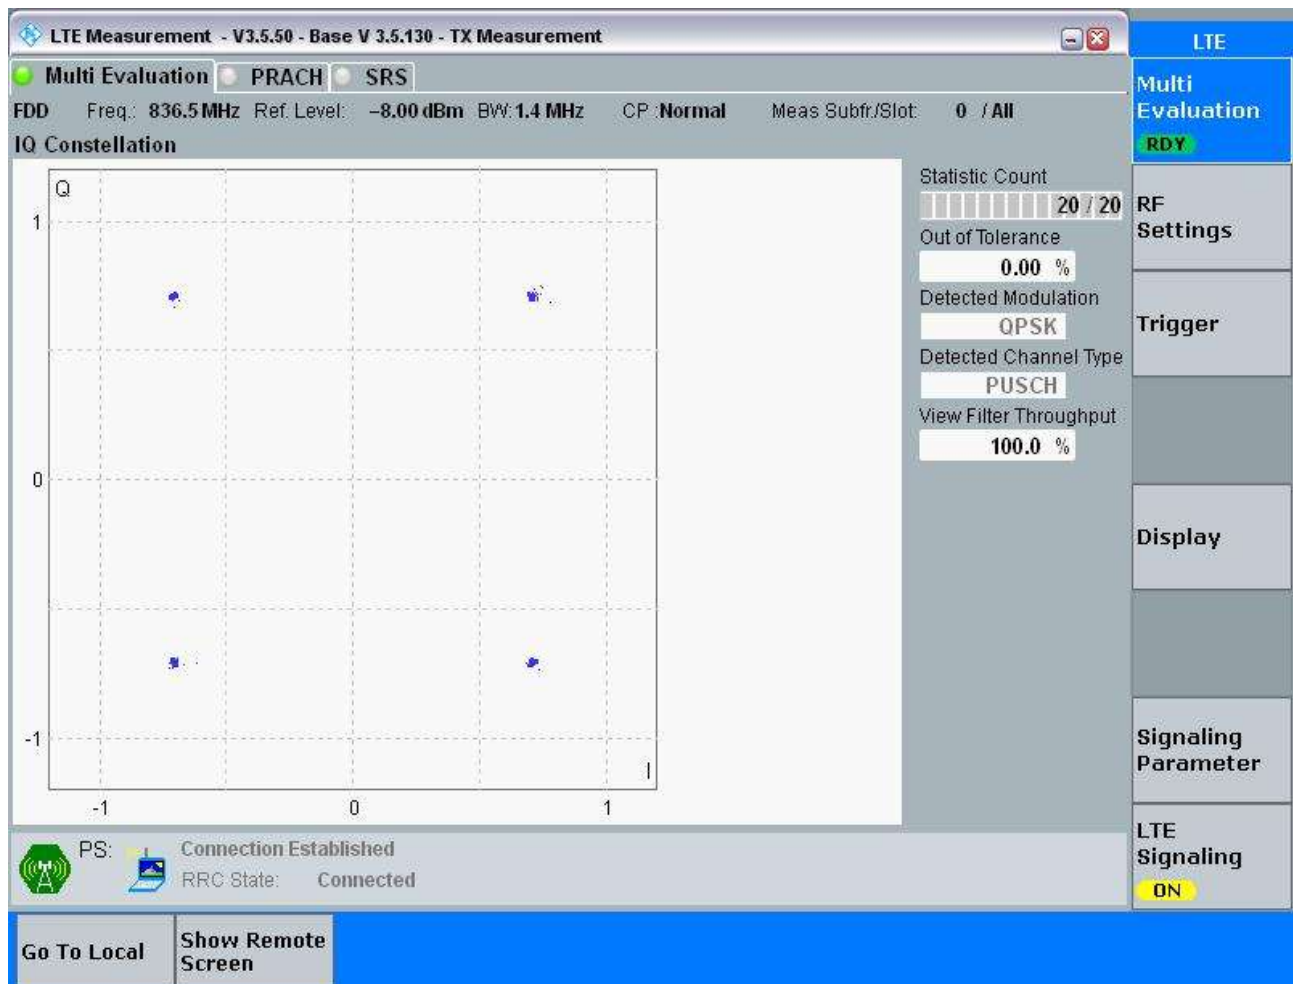 LTE Measurement - V3.5.50 - Base V 3.5.130 - TX Measurement
LTE
Multi Evaluation PRACH SRS
FDD Freq.: 836.5 MHz Ref. Level: -8.00 dBm BW: 1.4 MHz CP :Normal Meas Subfr/Slot: 0 / All
IQ Constellation
Q
1
0
-1
I
-1 0 1
Statistic Count
20 / 20
Out of Tolerance
0.00 %
Detected Modulation
QPSK
Detected Channel Type
PUSCH
View Filter Throughput
100.0 %
Multi
Evaluation
RDY
RF
Settings
Trigger
Display
Signaling
Parameter
LTE
Signaling
ON
PS: Connection Established
RRC State: Connected
Go To Local
Show Remote
Screen